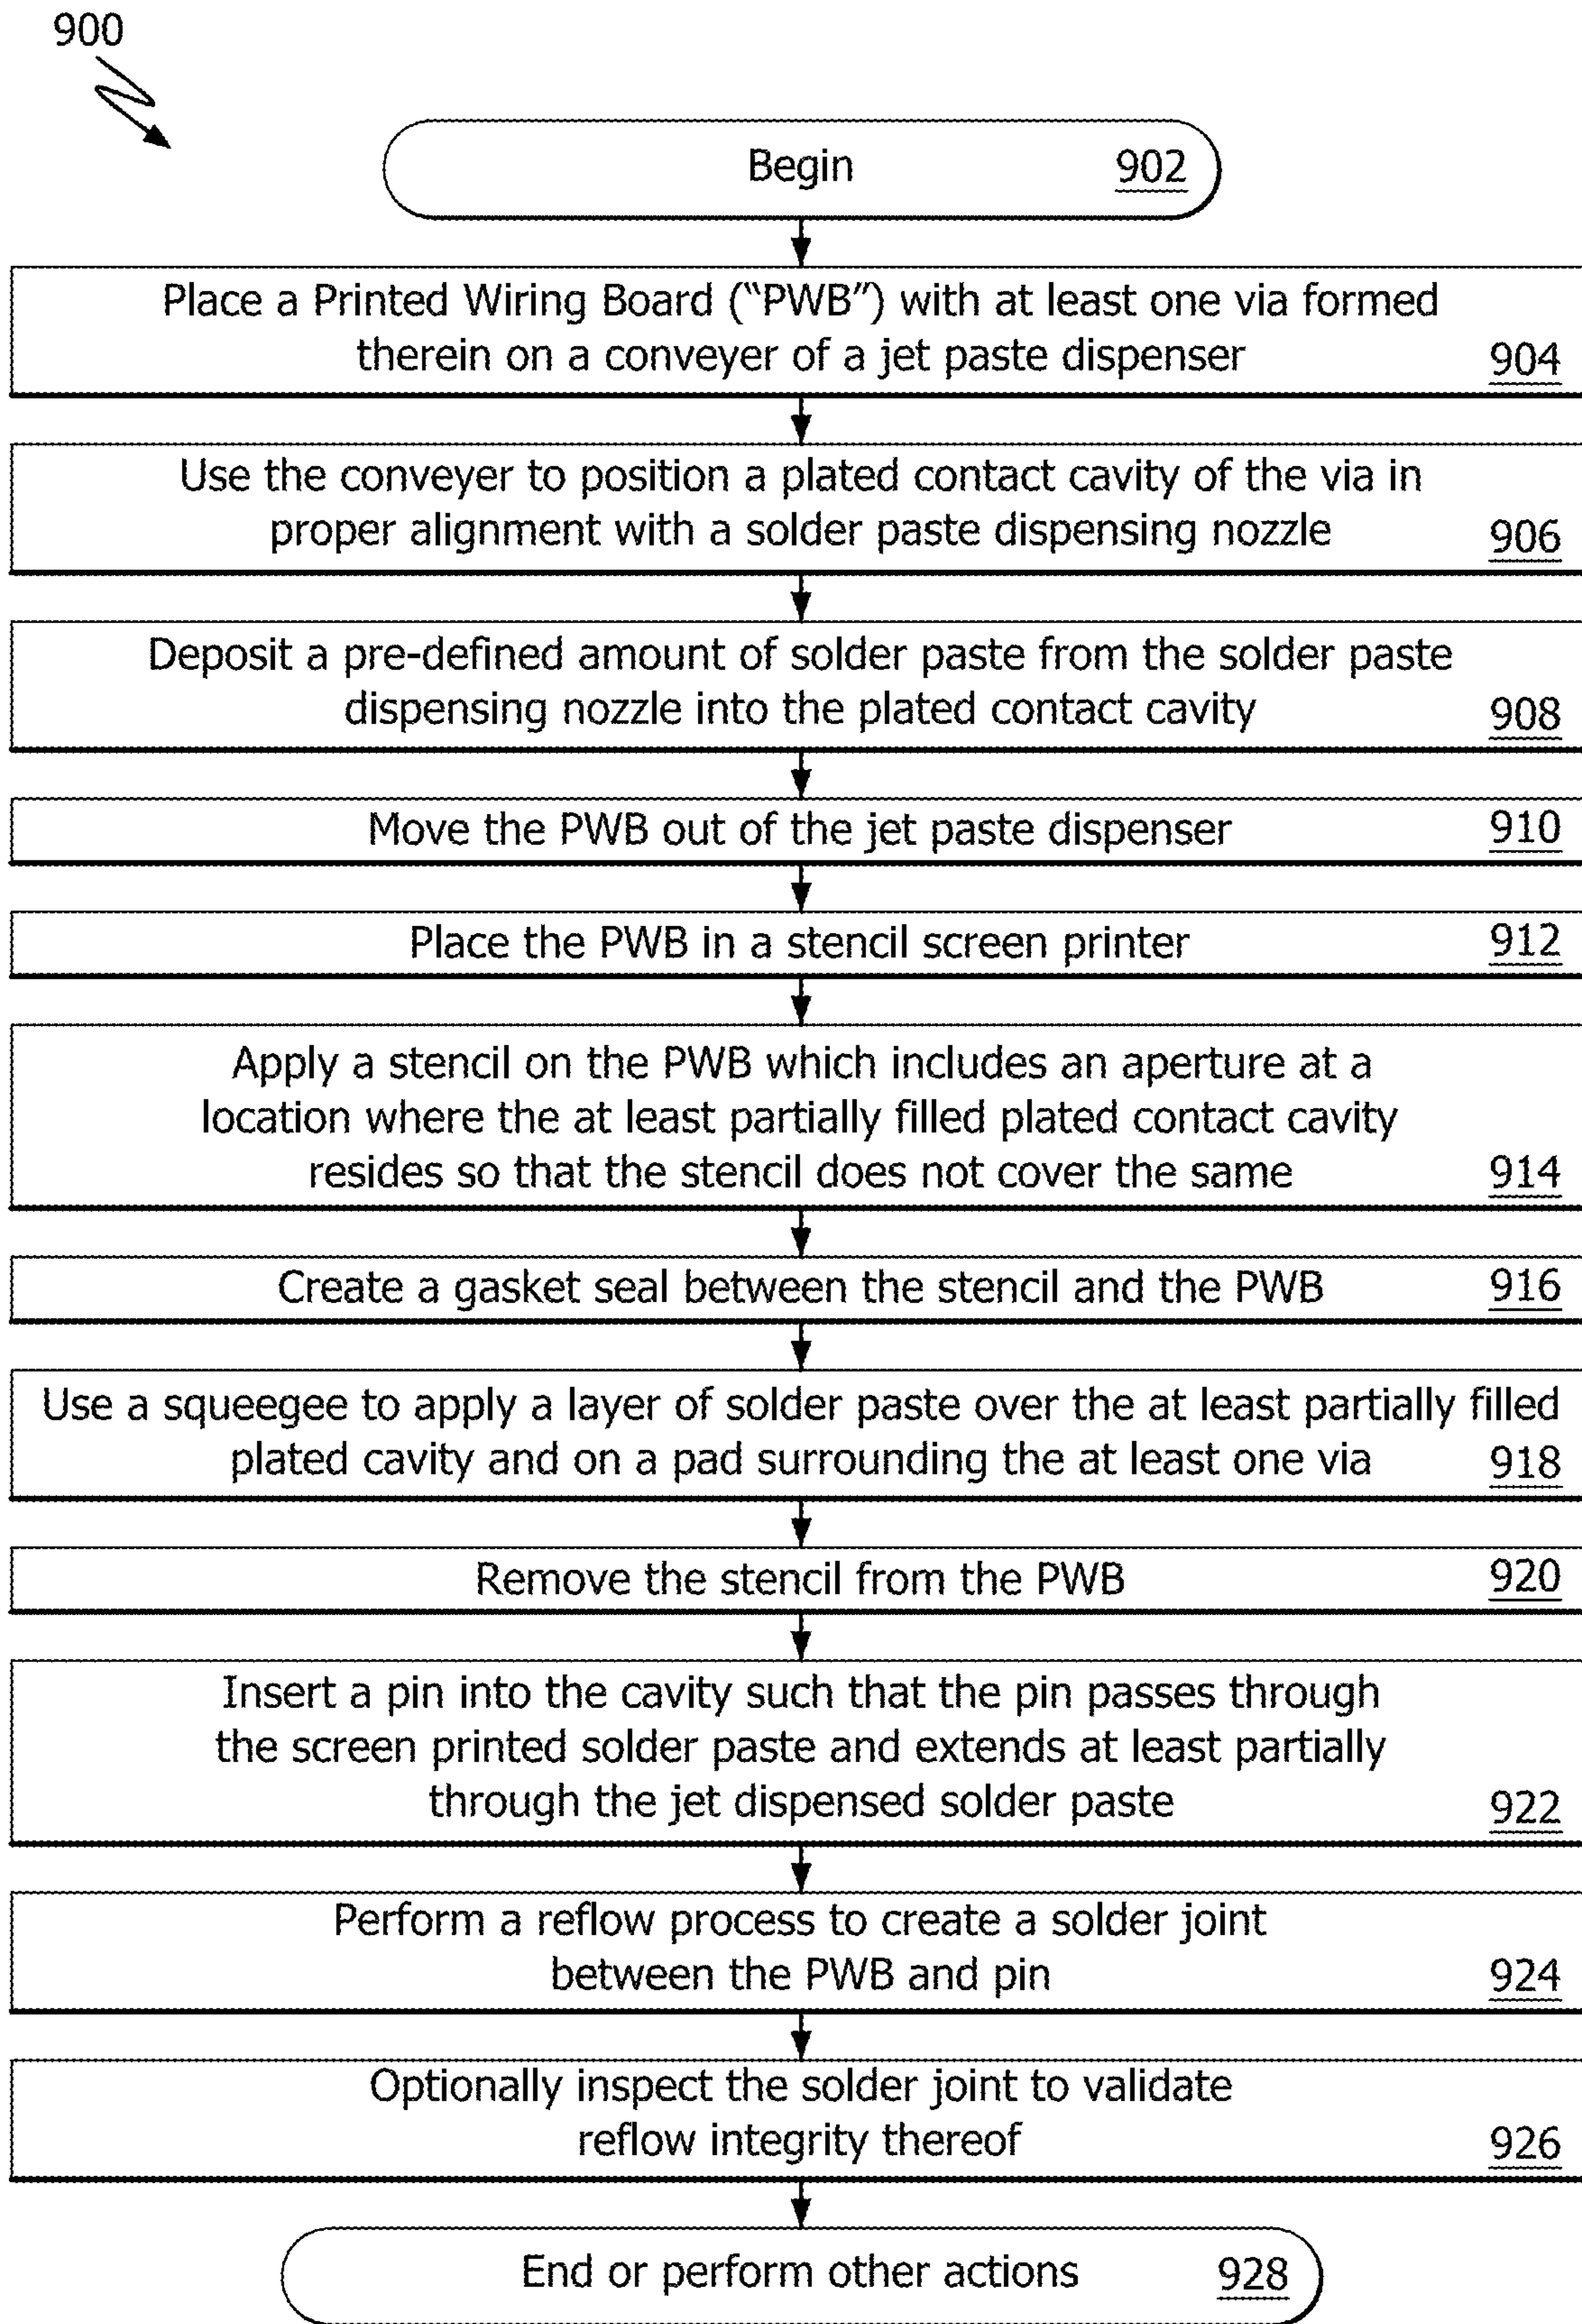 900
Begin 902
Place a Printed Wiring Board (“PWB”) with at least one via formed
therein on a conveyer of a jet paste dispenser 904
Use the conveyer to position a plated contact cavity of the via in
proper alignment with a solder paste dispensing nozzle 906
Deposit a pre-defined amount of solder paste from the solder paste
dispensing nozzle into the plated contact cavity 908
Move the PWB out of the jet paste dispenser 910
Place the PWB in a stencil screen printer 912
Apply a stencil on the PWB which includes an aperture at a
location where the at least partially filled plated contact cavity
resides so that the stencil does not cover the same 914
Create a gasket seal between the stencil and the PWB 916
Use a squeegee to apply a layer of solder paste over the at least partially filled
plated cavity and on a pad surrounding the at least one via 918
Remove the stencil from the PWB 920
Insert a pin into the cavity such that the pin passes through
the screen printed solder paste and extends at least partially
through the jet dispensed solder paste 922
Perform a reflow process to create a solder joint
between the PWB and pin 924
Optionally inspect the solder joint to validate
reflow integrity thereof 926
End or perform other actions 928